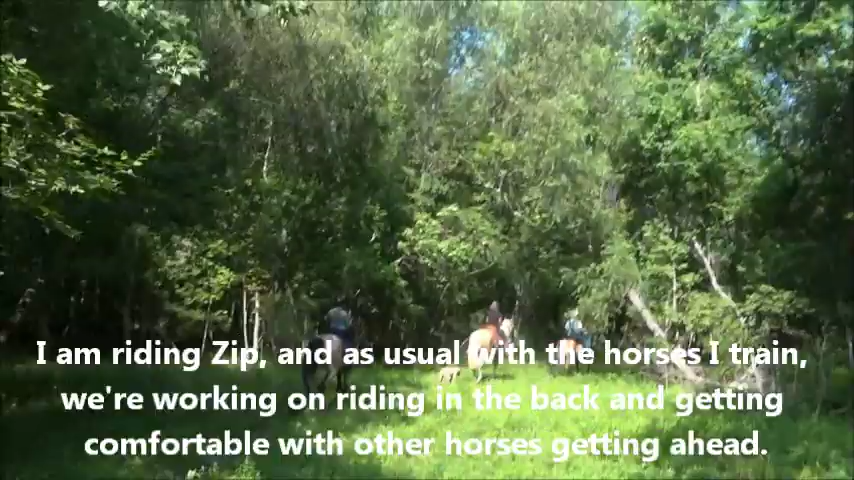 I am riding Zip, and as usual with the horses I train,
we're working on riding in the back and getting
comfortable with other horses getting ahead.